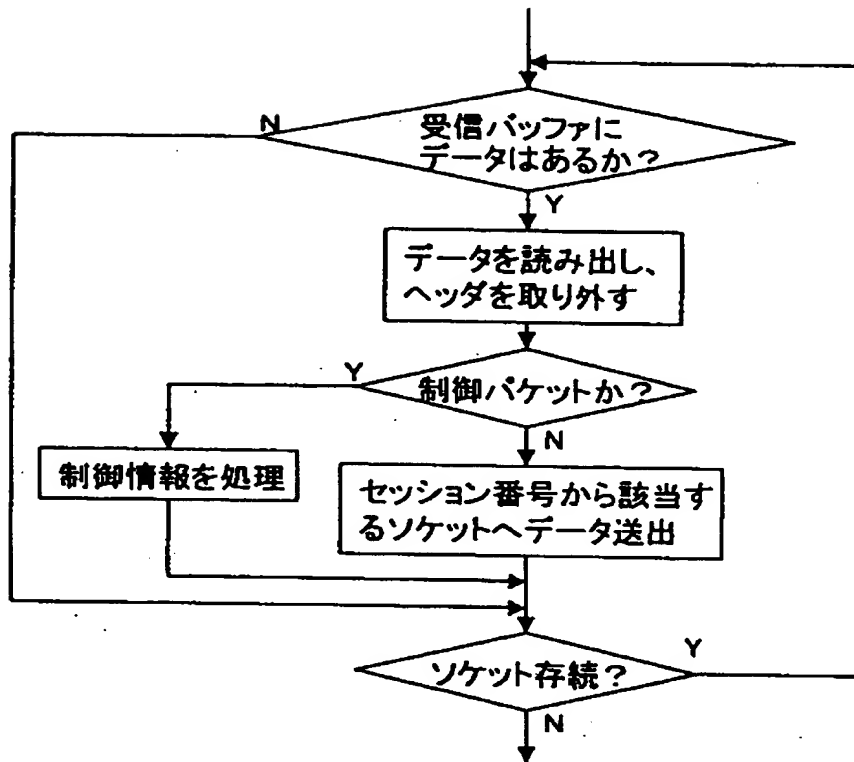 N
受信バッファに
データはあるか？
Y
データを読み出し、
ヘッダを取り外す
Y
制御パケットか？
N
制御情報を処理
セッション番号から該当す
るソケットへデータ送出
Y
ソケット存続？
N